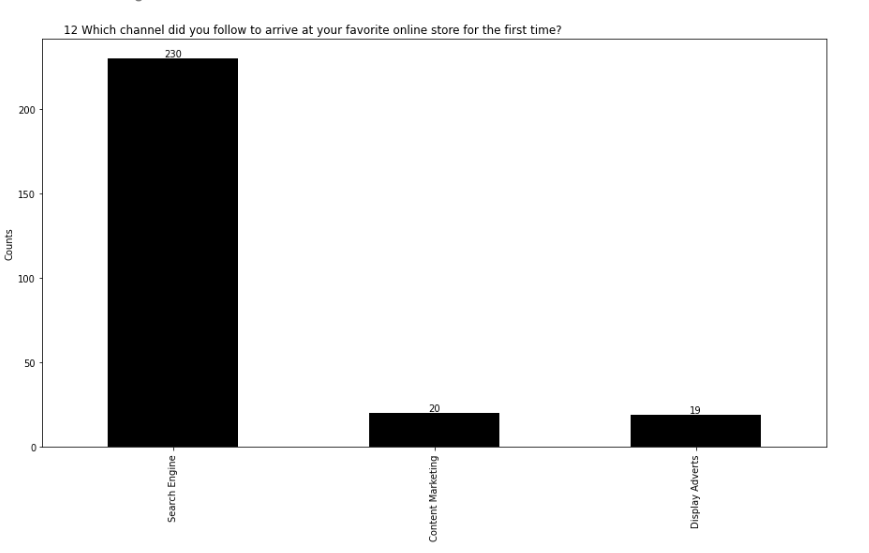 12 Which channel did you follow to arrive at your favorite online store for the first time?
230
200
150
100
50
0
Counts
20
19
Search Engine
Content Marketing
Display Adverts